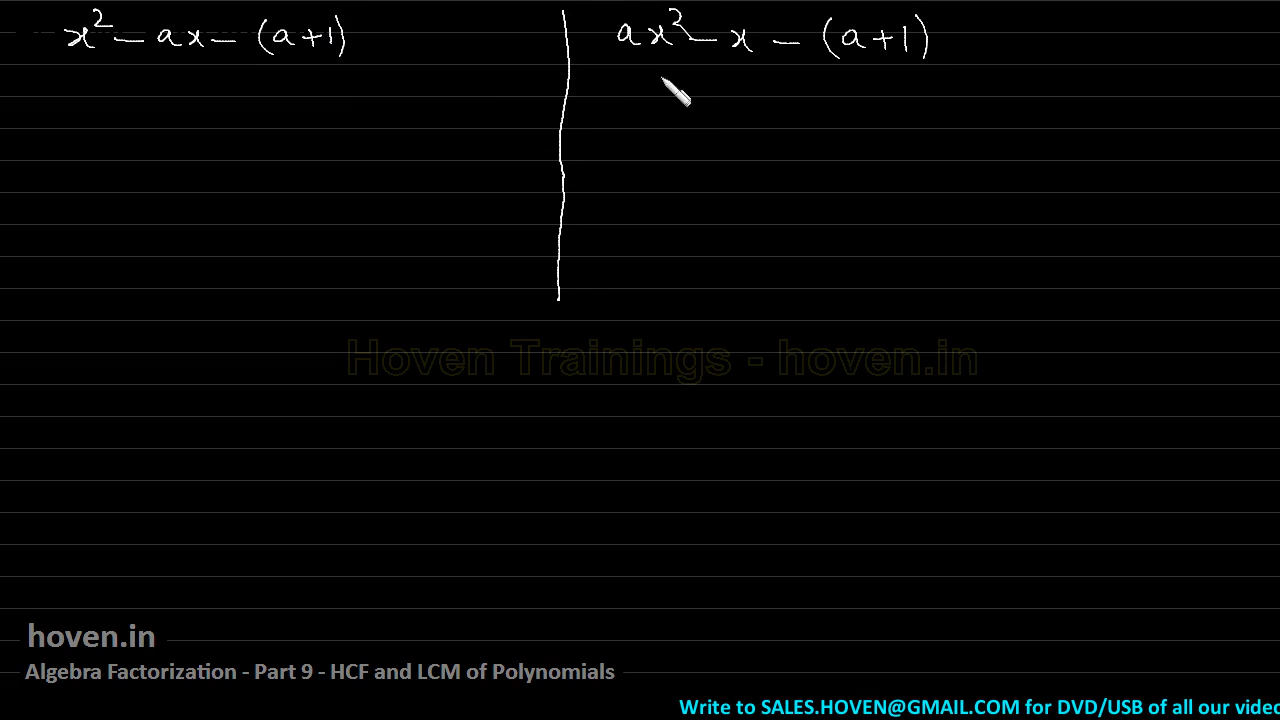 x² - ax - (a+1)
ax² - x - (a+1)
Hoven Trainings - hoven.in
hoven.in
Algebra Factorization - Part 9 - HCF and LCM of Polynomials
Write to SALES.HOVEN@GMAIL.COM for DVD/USB of all our video